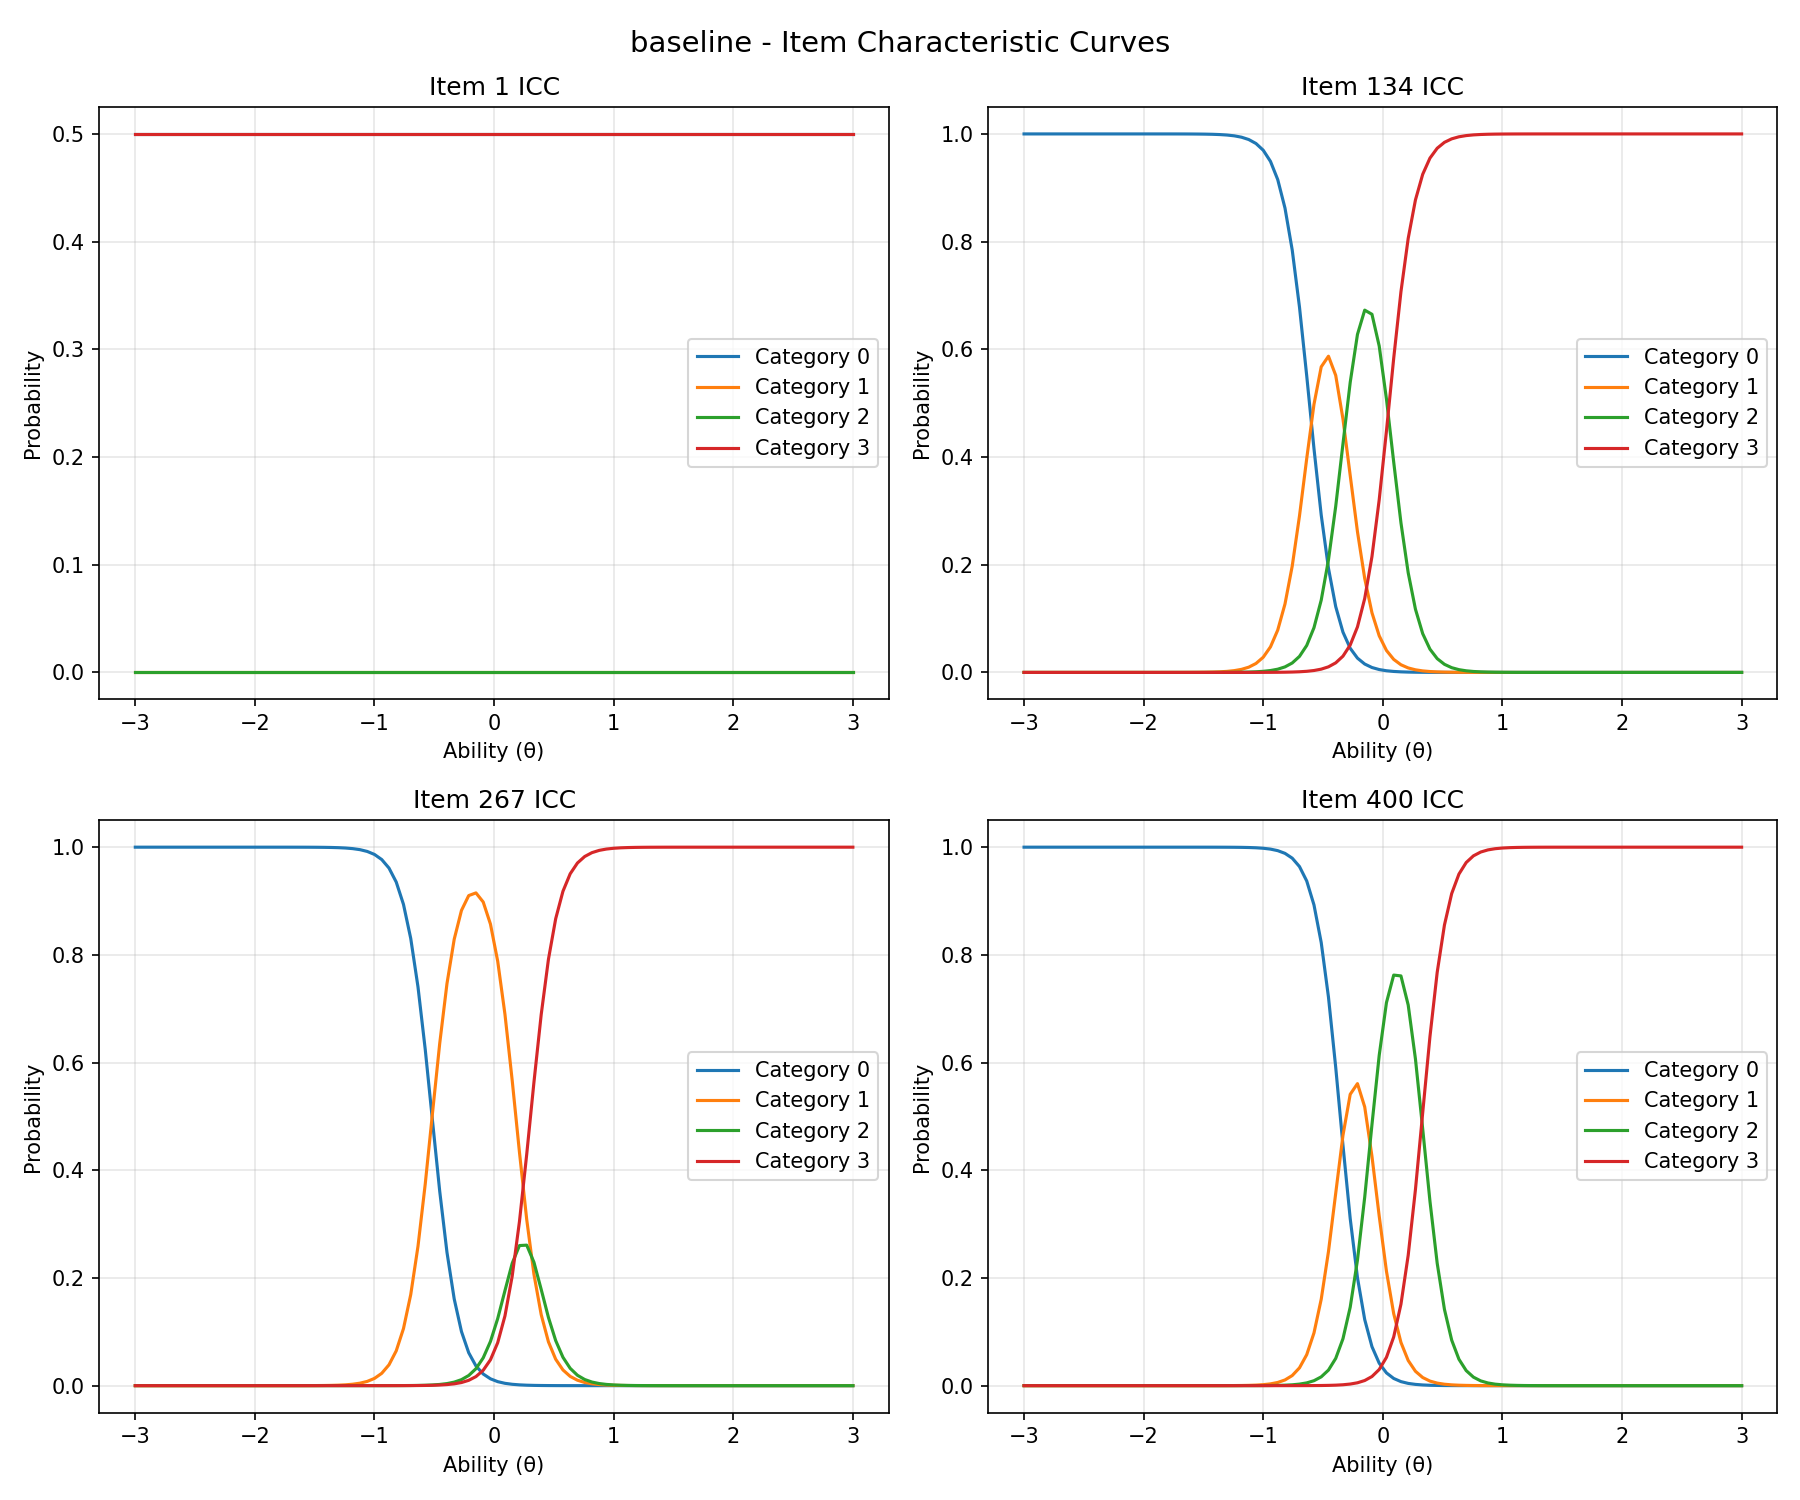 baseline - Item Characteristic Curves
Item 1 ICC
0.5
0.4
0.3
0.2
0.1
0.0
Probability
−3 −2 −1 0 1 2 3
Ability (θ)
Category 0
Category 1
Category 2
Category 3
Item 134 ICC
1.0
0.8
0.6
0.4
0.2
0.0
Probability
−3 −2 −1 0 1 2 3
Ability (θ)
Category 0
Category 1
Category 2
Category 3
Item 267 ICC
1.0
0.8
0.6
0.4
0.2
0.0
Probability
−3 −2 −1 0 1 2 3
Ability (θ)
Category 0
Category 1
Category 2
Category 3
Item 400 ICC
1.0
0.8
0.6
0.4
0.2
0.0
Probability
−3 −2 −1 0 1 2 3
Ability (θ)
Category 0
Category 1
Category 2
Category 3